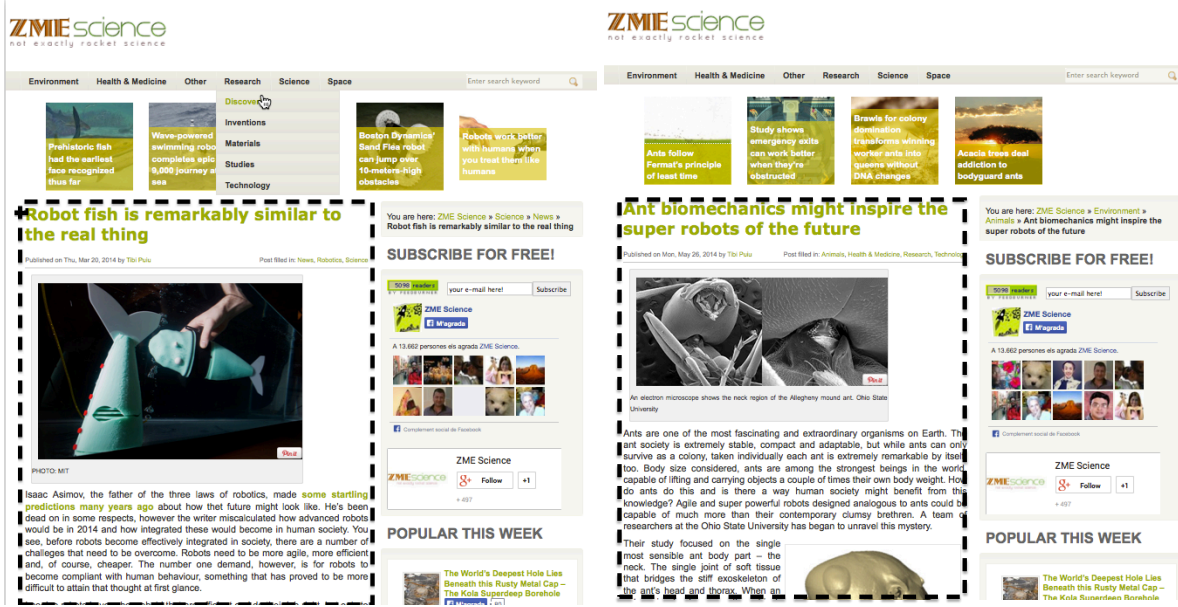 ZME science
not exactly rocket science
Environment Health & Medicine Other Research Science Space
Enter search keyword
Discover
Inventions
Materials
Studies
Technology
Prehistoric fish
had the earliest
face recognized
thus far
Wave-powered
swimming robo
completes epic
9,000 journey at
sea
Boston Dynamics'
Sand Flea robot
can jump over
10-meters-high
obstacles
Robots work better
with humans when
you treat them like
humans
Robot fish is remarkably similar to
the real thing
Published on Thu, Mar 20, 2014 by Tibi Puiu
Post filled in: News, Robotics, Science
Pin it
PHOTO: MIT
Isaac Asimov, the father of the three laws of robotics, made some startling
predictions many years ago about how thet future might look like. He's been
dead on in some respects, however the writer miscalculated how advanced robots
would be in 2014 and how integrated these would become in human society. You
see, before robots become effectively integrated in society, there are a number of
challeges that need to be overcome. Robots need to be more agile, more efficient
and, of course, cheaper. The number one demand, however, is for robots to
become compliant with human behaviour, something that has proved to be more
difficult to attain that thought at first glance.
You are here: ZME Science » Science » News »
Robot fish is remarkably similar to the real thing
SUBSCRIBE FOR FREE!
5098 readers
BY FEEDBURNER
your e-mail here!
Subscribe
ZME Science
M'agrada
A 13.662 persones els agrada ZME Science.
Complement social de Facebook
ZME Science
ZMEscience
g+ Follow +1
+ 497
POPULAR THIS WEEK
The World's Deepest Hole Lies
Beneath this Rusty Metal Cap –
The Kola Superdeep Borehole
M'agrada
ZME science
not exactly rocket science
Environment Health & Medicine Other Research Science Space
Enter search keyword
Ants follow
Fermat's principle
of least time
Study shows
emergency exits
can work better
when they're
obstructed
Brawls for colony
domination
transforms winning
worker ants into
queens without
DNA changes
Acacia trees deal
addiction to
bodyguard ants
Ant biomechanics might inspire the
super robots of the future
Published on Mon, May 26, 2014 by Tibi Puiu
Post filled in: Animals, Health & Medicine, Research, Technolog
Pin it
An electron microscope shows the neck region of the Allegheny mound ant. Ohio State
University
Ants are one of the most fascinating and extraordinary organisms on Earth. The
ant society is extremely stable, compact and adaptable, but while ants can only
survive as a colony, taken individually each ant is extremely remarkable by itself
too. Body size considered, ants are among the strongest beings in the world,
capable of lifting and carrying objects a couple of times their own body weight. How
do ants do this and is there a way human society might benefit from this
knowledge? Agile and super powerful robots designed analogous to ants could be
capable of much more than their contemporary clumsy brethren. A team of
researchers at the Ohio State University has began to unravel this mystery.
Their study focused on the single
most sensible ant body part – the
neck. The single joint of soft tissue
that bridges the stiff exoskeleton of
the ant's head and thorax. When an
You are here: ZME Science » Environment »
Animals » Ant biomechanics might inspire the
super robots of the future
SUBSCRIBE FOR FREE!
5098 readers
BY FEEDBURNER
your e-mail here!
Subscribe
ZME Science
M'agrada
A 13.662 persones els agrada ZME Science.
Complement social de Facebook
ZME Science
ZMEscience
g+ Follow +1
+ 497
POPULAR THIS WEEK
The World's Deepest Hole Lies
Beneath this Rusty Metal Cap –
The Kola Superdeep Borehole